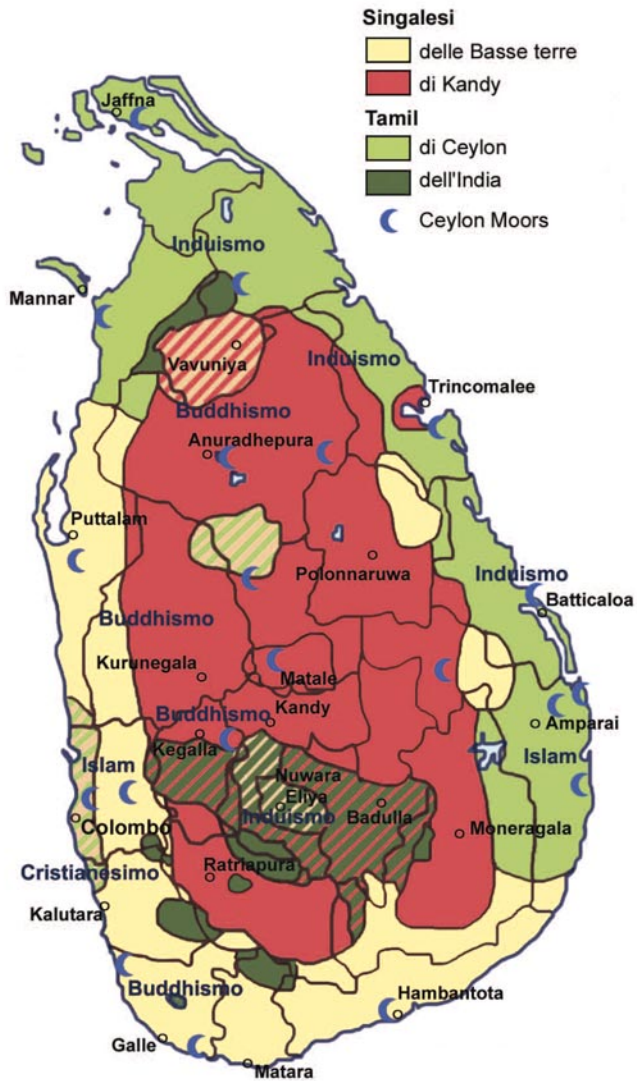 Singalesi
delle Basse terre
di Kandy
Tamil
di Ceylon
dell'India
Ceylon Moors
Jaffna
Induismo
Mannar
Vavuniya
Induismo
Trincomalee
Buddhismo
Anuradhepura
Puttalam
Polonnaruwa
Induismo
Batticaloa
Buddhismo
Kurunegala
Matale
Buddhismo
Kandy
Amparai
Kegalla
Islam
Islam
Nuwara
Eliya
Badulla
Induismo
Colombo
Moneragala
Cristianesimo
Ratrlapura
Kalutara
Buddhismo
Hambantota
Galle
Matara